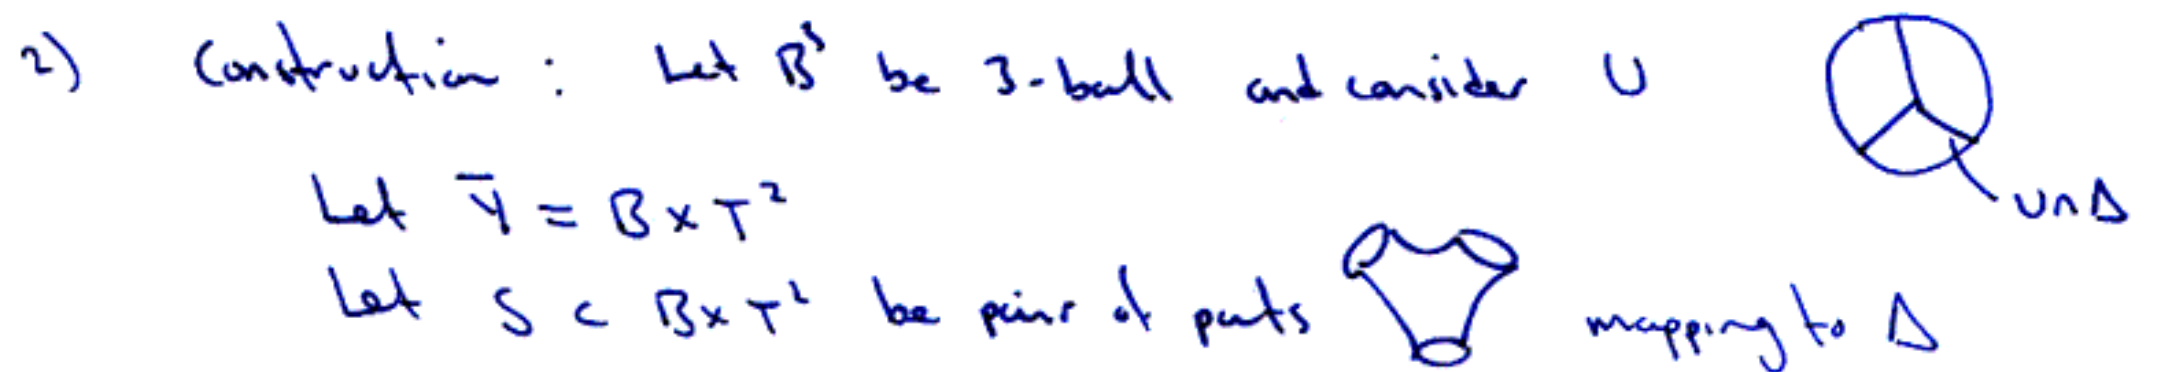 2) Construction : Let B³ be 3-ball and consider U
U∩Δ
Let Ȳ = B × T²
Let S ⊂ B×T² be pair of pants mapping to Δ